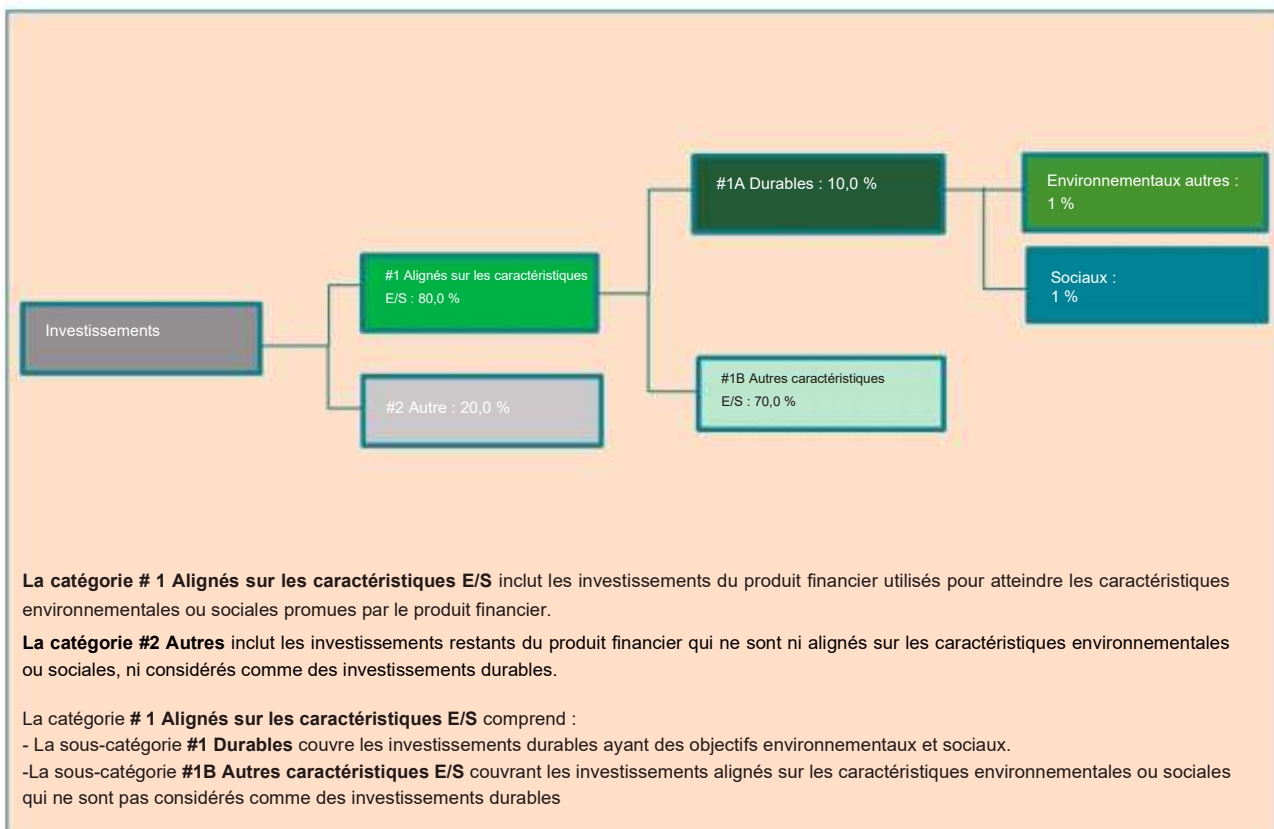 #1A Durables : 10,0 %
Environnementaux autres :
1 %
#1 Alignés sur les caractéristiques
E/S : 80,0 %
Sociaux :
1 %
Investissements
#2 Autre : 20,0 %
#1B Autres caractéristiques
E/S : 70,0 %
La catégorie # 1 Alignés sur les caractéristiques E/S inclut les investissements du produit financier utilisés pour atteindre les caractéristiques
environnementales ou sociales promues par le produit financier.
La catégorie #2 Autres inclut les investissements restants du produit financier qui ne sont ni alignés sur les caractéristiques environnementales
ou sociales, ni considérés comme des investissements durables.
La catégorie # 1 Alignés sur les caractéristiques E/S comprend :
- La sous-catégorie #1 Durables couvre les investissements durables ayant des objectifs environnementaux et sociaux.
-La sous-catégorie #1B Autres caractéristiques E/S couvrant les investissements alignés sur les caractéristiques environnementales ou sociales
qui ne sont pas considérés comme des investissements durables